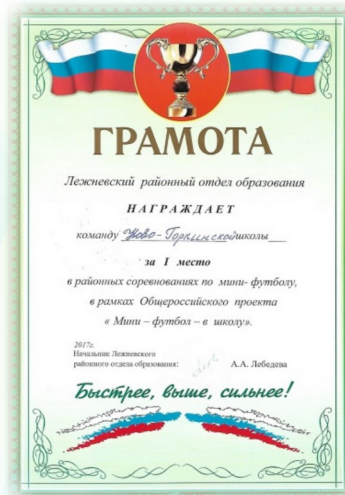 ГРАМОТА
Лежневский районный отдел образования
НАГРАЖДАЕТ
команду Ново-Горкинской школы
за I место
в районных соревнованиях по мини- футболу,
в рамках Общероссийского проекта
« Мини – футбол – в школу».
2017г.
Начальник Лежневского
районного отдела образования: А.А. Лебедева
Быстрее, выше, сильнее!